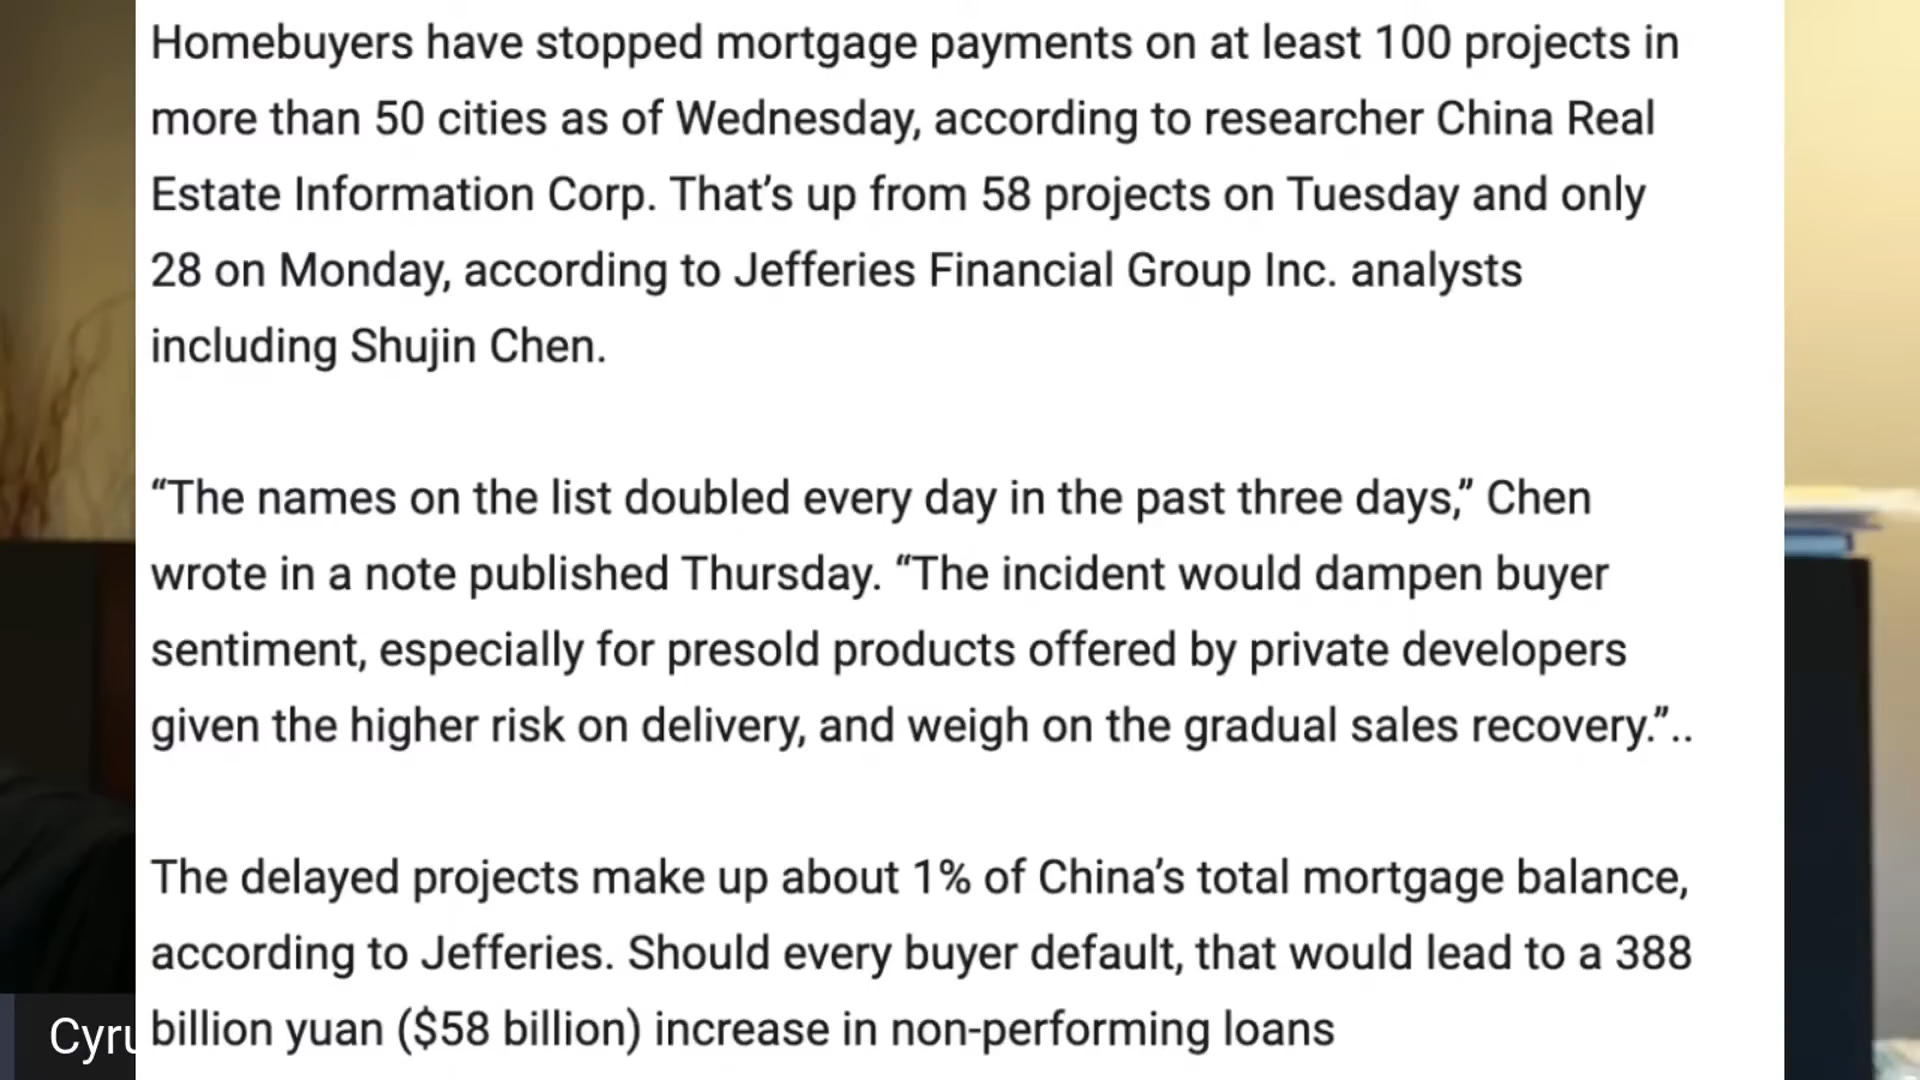 Homebuyers have stopped mortgage payments on at least 100 projects in
more than 50 cities as of Wednesday, according to researcher China Real
Estate Information Corp. That’s up from 58 projects on Tuesday and only
28 on Monday, according to Jefferies Financial Group Inc. analysts
including Shujin Chen.
“The names on the list doubled every day in the past three days,” Chen
wrote in a note published Thursday. “The incident would dampen buyer
sentiment, especially for presold products offered by private developers
given the higher risk on delivery, and weigh on the gradual sales recovery.”..
The delayed projects make up about 1% of China’s total mortgage balance,
according to Jefferies. Should every buyer default, that would lead to a 388
billion yuan ($58 billion) increase in non-performing loans